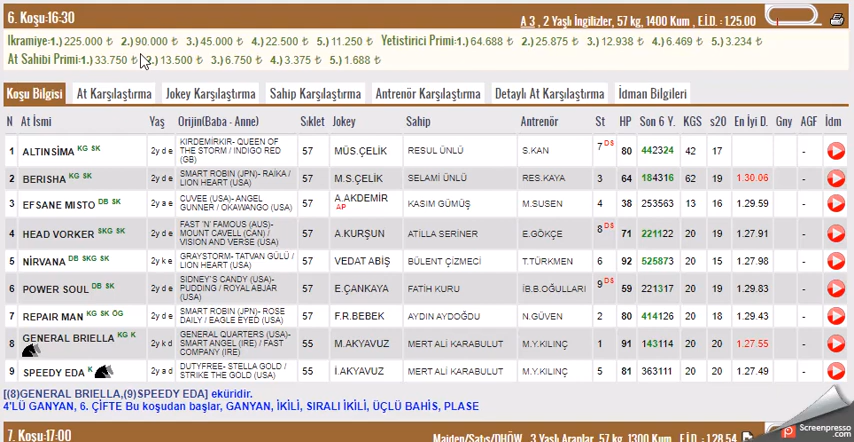 6. Koşu:16-30 A 3 , 2 Yaşlı İngilizler, 57 kg, 1400 Kum , E.İ.D. : 1.25.00
İkramiye:1.) 225.000 ₺ 2.) 90.000 ₺ 3.) 45.000 ₺ 4.) 22.500 ₺ 5.) 11.250 ₺ Yetistirici Primi:1.) 64.688 ₺ 2.) 25.875 ₺ 3.) 12.938 ₺ 4.) 6.469 ₺ 5.) 3.234 ₺
At Sahibi Primi:1.) 33.750 ₺ 2.) 13.500 ₺ 3.) 6.750 ₺ 4.) 3.375 ₺ 5.) 1.688 ₺
Koşu Bilgisi At Karşılaştırma Jokey Karşılaştırma Sahip Karşılaştırma Antrenör Karşılaştırma Detaylı At Karşılaştırma İdman Bilgileri
N At İsmi Yaş Orijin(Baba - Anne) Sıklet Jokey Sahip Antrenör St HP Son 6 Y. KGS s20 En İyi D. Gny AGF İdm
1 ALTINSİMA KG SK 2y d e KIRDEMİRKIR- QUEEN OF THE STORM / INDIGO RED (GB) 57 MÜS.ÇELİK RESUL ÜNLÜ S.KAN 7 DS 80 442324 42 17 -
2 BERISHA KG SK 2y d e SMART ROBIN (JPN)- RAİKA / LION HEART (USA) 57 M.S.ÇELİK SELAMİ ÜNLÜ RES.KAYA 3 64 184316 62 19 1.30.06 -
3 EFSANE MISTO DB SK 2y a e CUVEE (USA)- ANGEL GUNNER / OKAWANGO (USA) 57 A.AKDEMİR AP KASIM GÜMÜŞ M.SUSEN 4 38 253563 13 16 1.29.59 -
4 HEAD VORKER SKG SK 2y d e FAST 'N' FAMOUS (AUS)- MOUNT CAVELL (CAN) / VISION AND VERSE (USA) 57 A.KURŞUN ATİLLA SERİNER E.GÖKÇE 8 DS 71 221122 20 19 1.27.91 -
5 NİRVANA DB SKG SK 2y k e GRAYSTORM- TATVAN GÜLÜ / LION HEART (USA) 57 VEDAT ABİŞ BÜLENT ÇİZMECİ T.TÜRKMEN 6 92 525873 20 15 1.27.98 -
6 POWER SOUL DB SK 2y d e SIDNEY'S CANDY (USA)- PUDDING / ROYAL ABJAR (USA) 57 E.ÇANKAYA FATİH KURU İB.B.OĞULLARI 9 DS 59 221317 20 19 1.29.83 -
7 REPAIR MAN KG SK ÖG 2y d e SMART ROBIN (JPN)- ROSE DAILY / EAGLE EYED (USA) 57 F.R.BEBEK AYDIN AYDOĞDU N.GÜVEN 2 80 414126 20 20 1.29.43 -
8 GENERAL BRIELLA KG K 2y k d GENERAL QUARTERS (USA)- SMART ANGEL (IRE) / FAST COMPANY (IRE) 55 M.AKYAVUZ MERT ALİ KARABULUT M.Y.KILINÇ 1 91 143114 20 20 1.27.55 -
9 SPEEDY EDA K 2y a d DUTYFREE- STELLA GOLD / STRIKE THE GOLD (USA) 55 İ.AKYAVUZ MERT ALİ KARABULUT M.Y.KILINÇ 5 81 363111 20 20 1.27.49 -
[(8)GENERAL BRIELLA,(9)SPEEDY EDA] eküridir.
4'LÜ GANYAN, 6. ÇİFTE Bu koşudan başlar, GANYAN, İKİLİ, SIRALI İKİLİ, ÜÇLÜ BAHİS, PLASE
7. Koşu:17-00 Maiden/Satış/DHÖW , 3 Yaşlı Araplar, 57 kg, 1300 Kum , E.İ.D. : 1.28.54
Screenpresso
.com